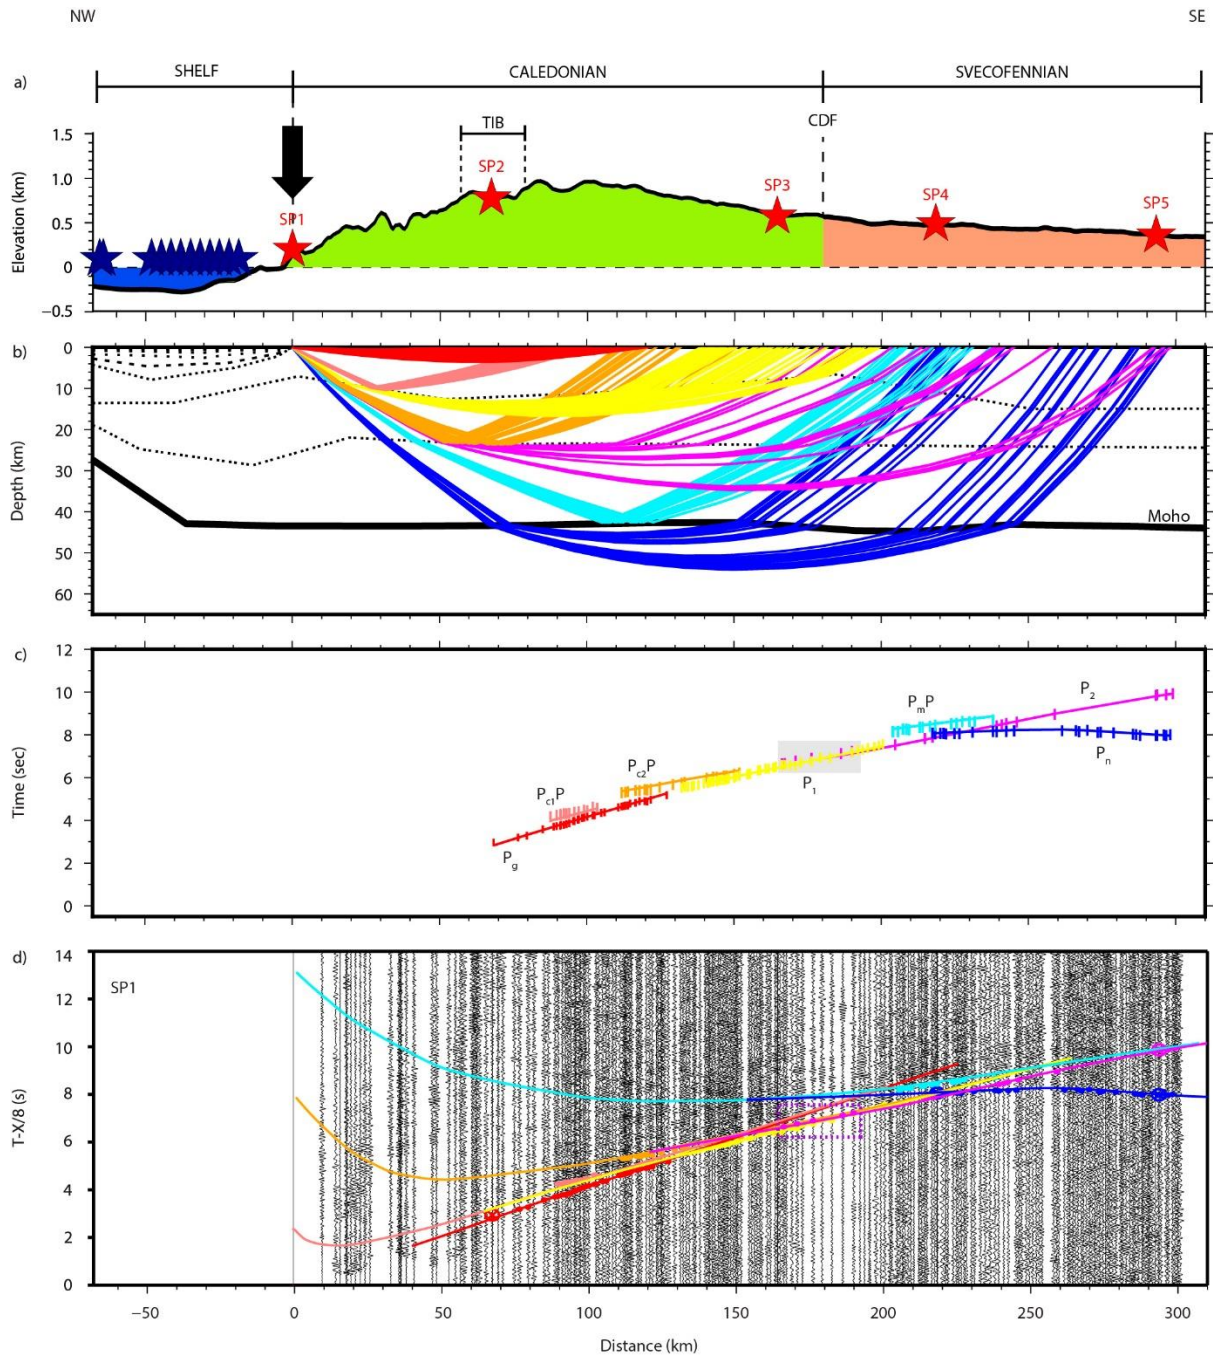 NW SE
a)
SHELF CALEDONIAN SVECOFENNIAN
TIB CDF
SP1 SP2 SP3 SP4 SP5
Elevation (km)
1.5
1.0
0.5
0
−0.5
b)
Depth (km)
0
10
20
30
40
50
60
Moho
c)
Time (sec)
12
10
8
6
4
2
0
Pg
Pc1P
Pc2P
P1
PmP
P2
Pn
d)
SP1
T-X/8 (s)
14
12
10
8
6
4
2
0
−50 0 50 100 150 200 250 300
Distance (km)